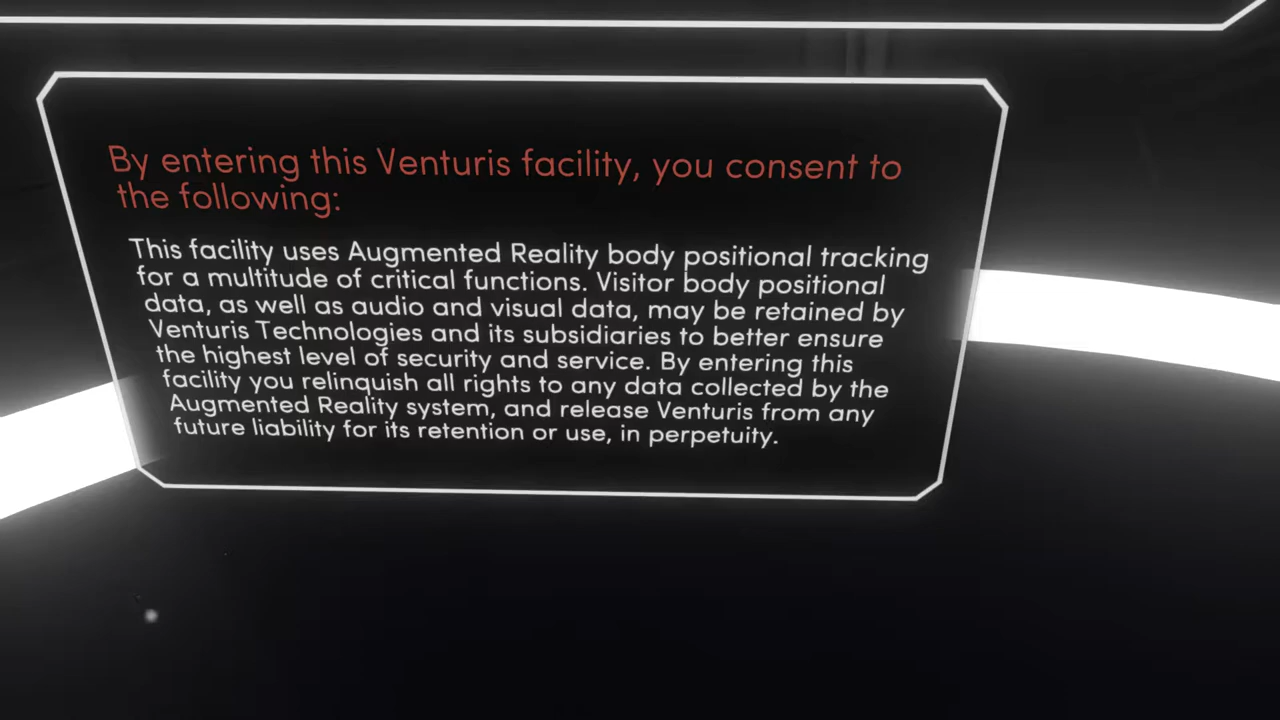 By entering this Venturis facility, you consent to
the following:
This facility uses Augmented Reality body positional tracking
for a multitude of critical functions. Visitor body positional
data, as well as audio and visual data, may be retained by
Venturis Technologies and its subsidiaries to better ensure
the highest level of security and service. By entering this
facility you relinquish all rights to any data collected by the
Augmented Reality system, and release Venturis from any
future liability for its retention or use, in perpetuity.